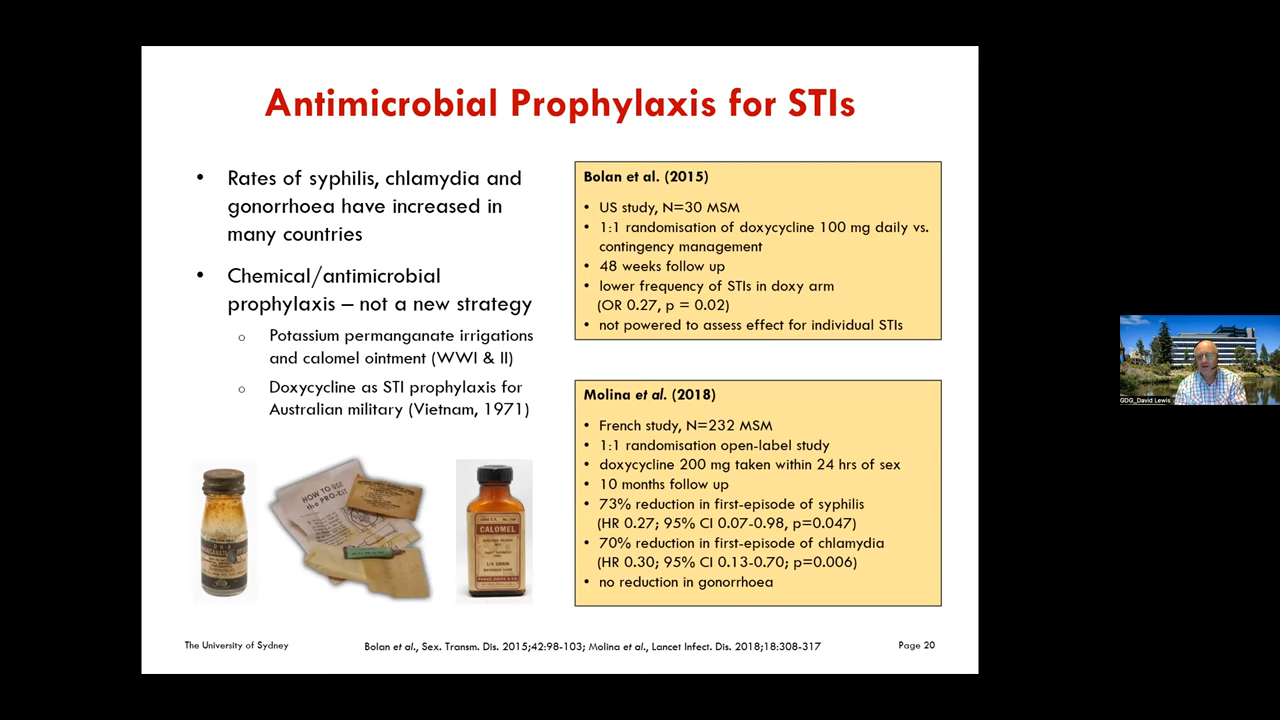 Antimicrobial Prophylaxis for STIs
• Rates of syphilis, chlamydia and
gonorrhoea have increased in
many countries
• Chemical/antimicrobial
prophylaxis – not a new strategy
o Potassium permanganate irrigations
and calomel ointment (WWI & II)
o Doxycycline as STI prophylaxis for
Australian military (Vietnam, 1971)
HOW TO USE
the PRO-KIT
CALOMEL
Bolan et al. (2015)
• US study, N=30 MSM
• 1:1 randomisation of doxycycline 100 mg daily vs.
contingency management
• 48 weeks follow up
• lower frequency of STIs in doxy arm
(OR 0.27, p = 0.02)
• not powered to assess effect for individual STIs
Molina et al. (2018)
• French study, N=232 MSM
• 1:1 randomisation open-label study
• doxycycline 200 mg taken within 24 hrs of sex
• 10 months follow up
• 73% reduction in first-episode of syphilis
(HR 0.27; 95% CI 0.07-0.98, p=0.047)
• 70% reduction in first-episode of chlamydia
(HR 0.30; 95% CI 0.13-0.70; p=0.006)
• no reduction in gonorrhoea
The University of Sydney
Bolan et al., Sex. Transm. Dis. 2015;42:98-103; Molina et al., Lancet Infect. Dis. 2018;18:308-317
Page 20
GDG_David Lewis